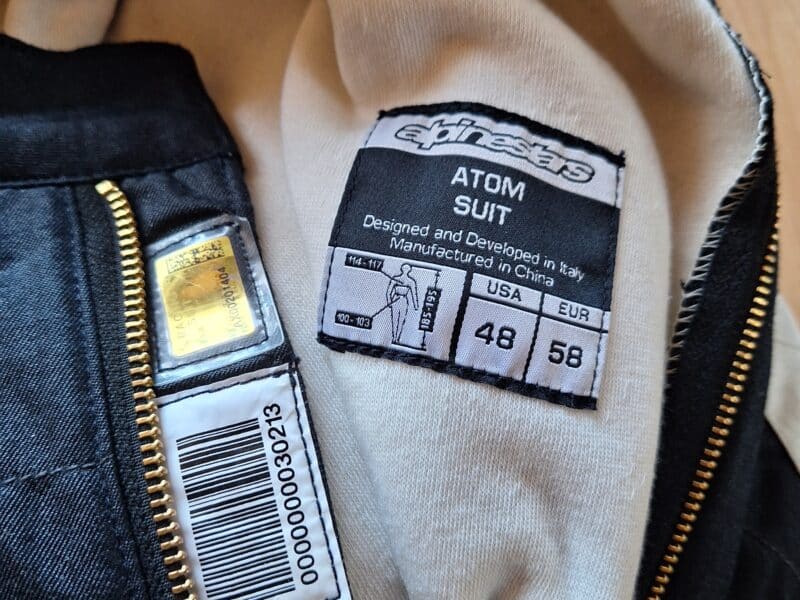 alpinestars
ATOM
SUIT
Designed and Developed in Italy
Manufactured in China
114-117
100-103
185-195
USA
EUR
48
58
0000000030213